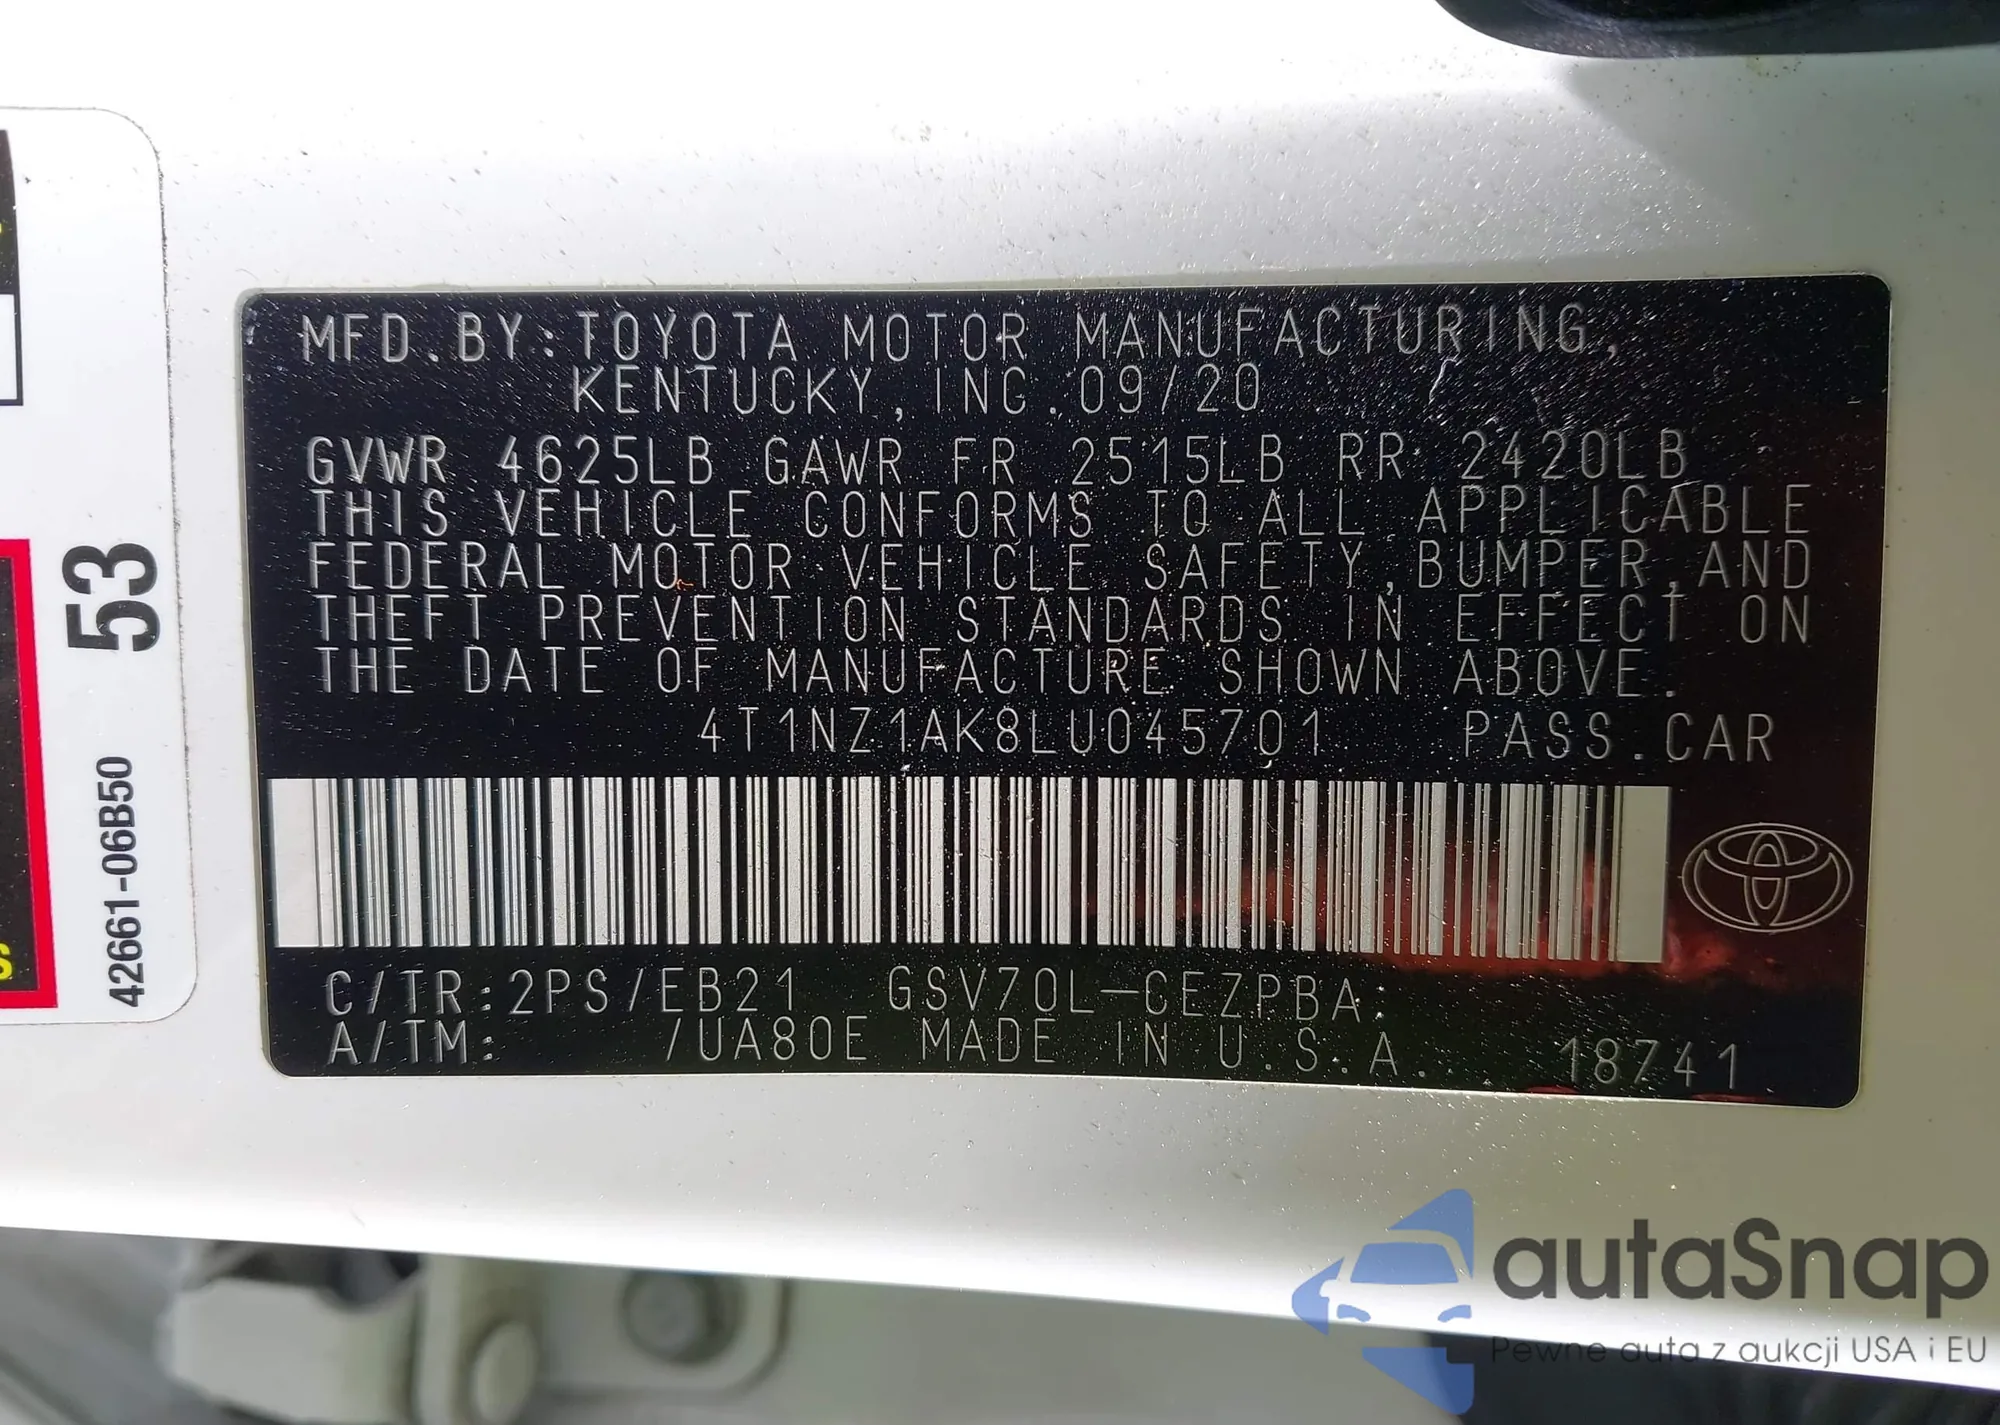 MFD.BY:TOYOTA MOTOR MANUFACTURING,
KENTUCKY,INC.09/20
GVWR 4625LB GAWR FR 2515LB RR 2420LB
THIS VEHICLE CONFORMS TO ALL APPLICABLE
FEDERAL MOTOR VEHICLE SAFETY,BUMPER,AND
THEFT PREVENTION STANDARDS IN EFFECT ON
THE DATE OF MANUFACTURE SHOWN ABOVE.
4T1NZ1AK8LU045701 PASS.CAR
C/TR:2PS/EB21 GSV70L-CEZPBA
A/TM: /UA80E MADE IN U.S.A. 18741
53
42661-06B50
S
autaSnap
Pewne auta z aukcji USA i EU